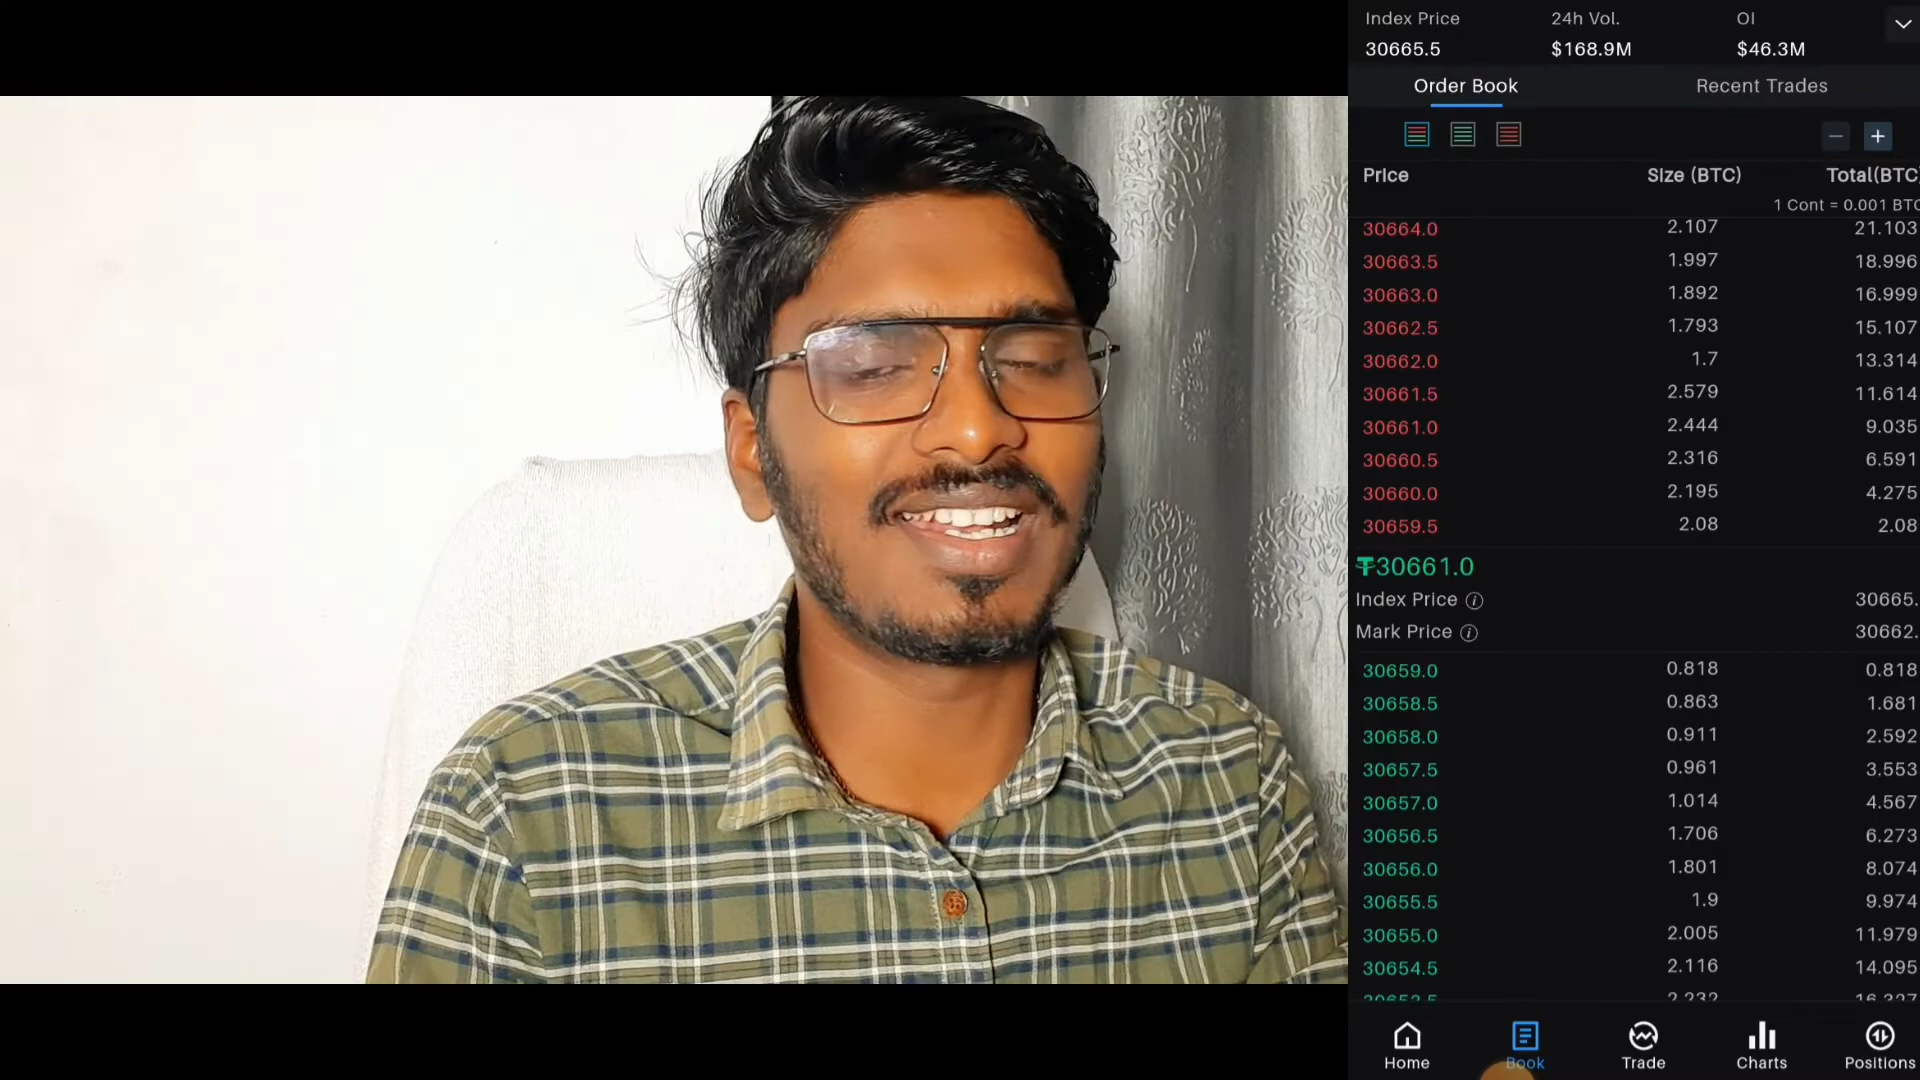 Index Price 24h Vol. OI
30665.5 $168.9M $46.3M
Order Book Recent Trades
Price Size (BTC) Total(BTC
1 Cont = 0.001 BTC
30664.0 2.107 21.103
30663.5 1.997 18.996
30663.0 1.892 16.999
30662.5 1.793 15.107
30662.0 1.7 13.314
30661.5 2.579 11.614
30661.0 2.444 9.035
30660.5 2.316 6.591
30660.0 2.195 4.275
30659.5 2.08 2.08
₮30661.0
Index Price 30665.
Mark Price 30662.
30659.0 0.818 0.818
30658.5 0.863 1.681
30658.0 0.911 2.592
30657.5 0.961 3.553
30657.0 1.014 4.567
30656.5 1.706 6.273
30656.0 1.801 8.074
30655.5 1.9 9.974
30655.0 2.005 11.979
30654.5 2.116 14.095
2.232 16.327
Home Book Trade Charts Positions